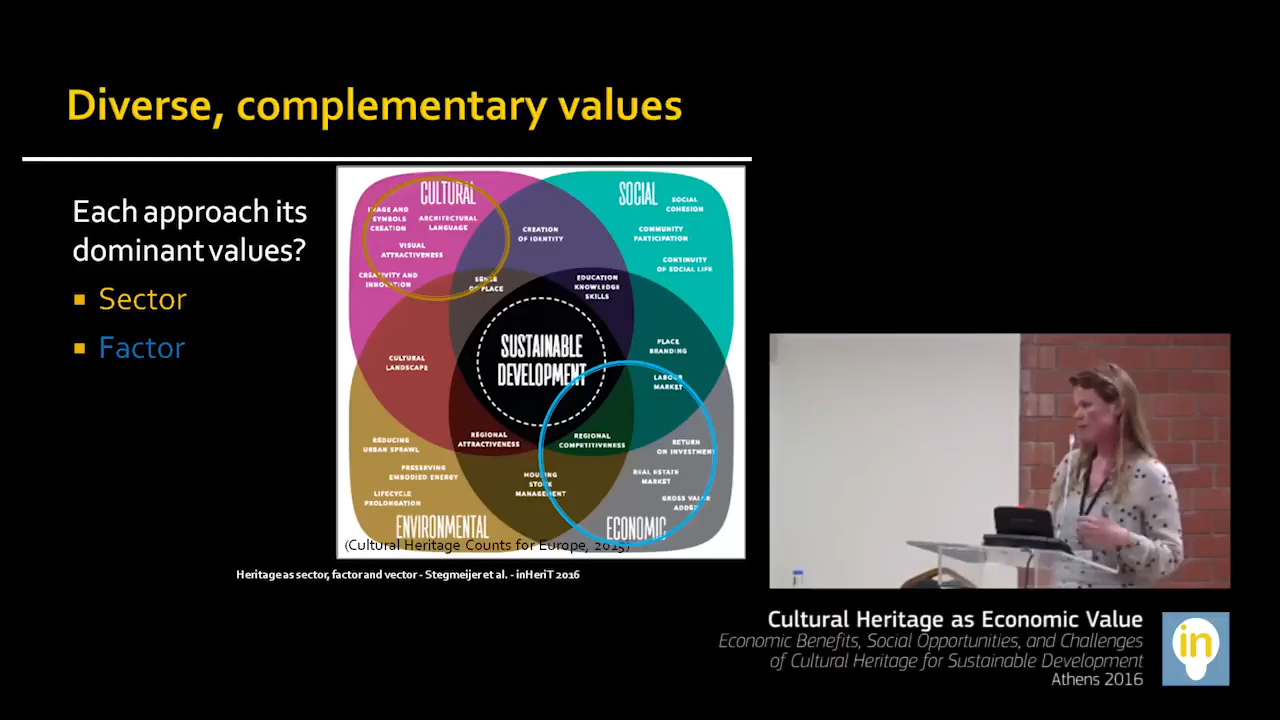 Diverse, complementary values
Each approach its
dominant values?
Sector
Factor
CULTURAL
IMAGE AND
SYMBOLS
CREATION
ARCHITECTURAL
LANGUAGE
VISUAL
ATTRACTIVENESS
CREATIVITY AND
INNOVATION
CREATION
OF IDENTITY
SENSE
OF PLACE
SOCIAL
SOCIAL
COHESION
COMMUNITY
PARTICIPATION
CONTINUITY
OF SOCIAL LIFE
EDUCATION
KNOWLEDGE
SKILLS
SUSTAINABLE
DEVELOPMENT
CULTURAL
LANDSCAPE
PLACE
BRANDING
LABOUR
MARKET
REGIONAL
ATTRACTIVENESS
REGIONAL
COMPETITIVENESS
REDUCING
URBAN SPRAWL
PRESERVING
EMBODIED ENERGY
LIFECYCLE
PROLONGATION
HOUSING
STOCK
MANAGEMENT
RETURN
ON INVESTMENT
REAL ESTATE
MARKET
GROSS VALUE
ADDED
ENVIRONMENTAL
ECONOMIC
(Cultural Heritage Counts for Europe, 2015)
Heritage as sector, factor and vector - Stegmeijer et al. - inHeriT 2016
Cultural Heritage as Economic Value
Economic Benefits, Social Opportunities, and Challenges
of Cultural Heritage for Sustainable Development
Athens 2016
in